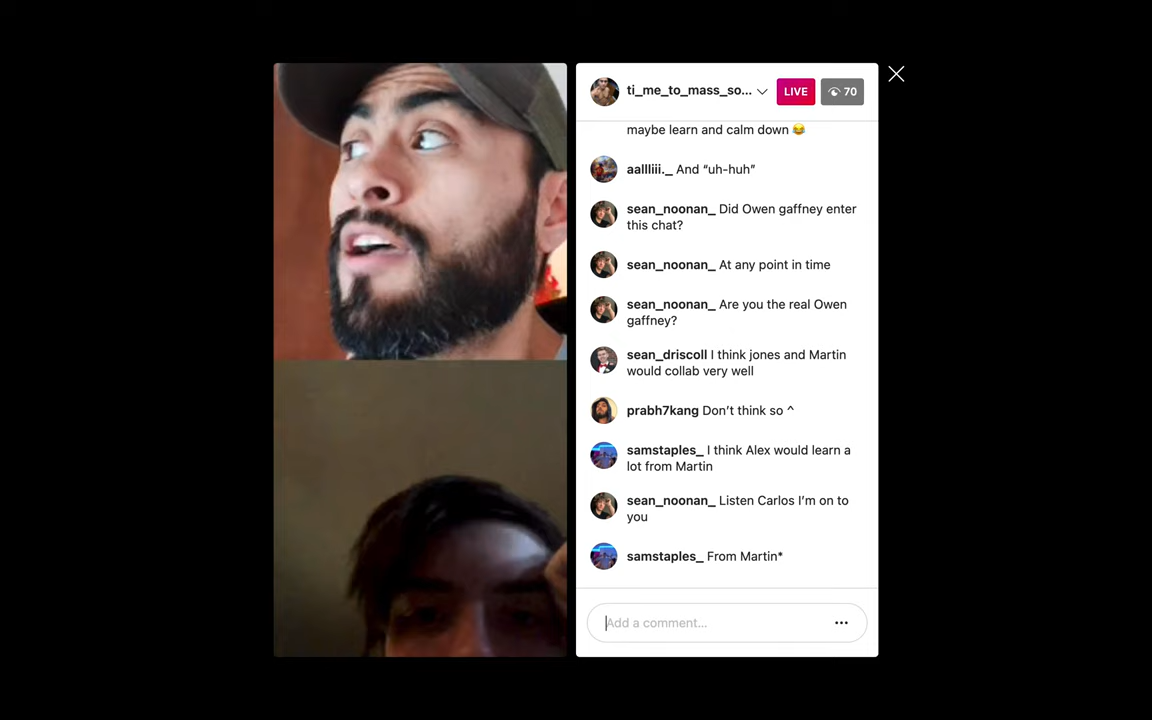 ti_me_to_mass_so...
LIVE
70
maybe learn and calm down 😂
aallliii._ And “uh-huh”
sean_noonan_ Did Owen gaffney enter
this chat?
sean_noonan_ At any point in time
sean_noonan_ Are you the real Owen
gaffney?
sean_driscoll I think jones and Martin
would collab very well
prabh7kang Don’t think so ^
samstaples_ I think Alex would learn a
lot from Martin
sean_noonan_ Listen Carlos I’m on to
you
samstaples_ From Martin*
Add a comment...